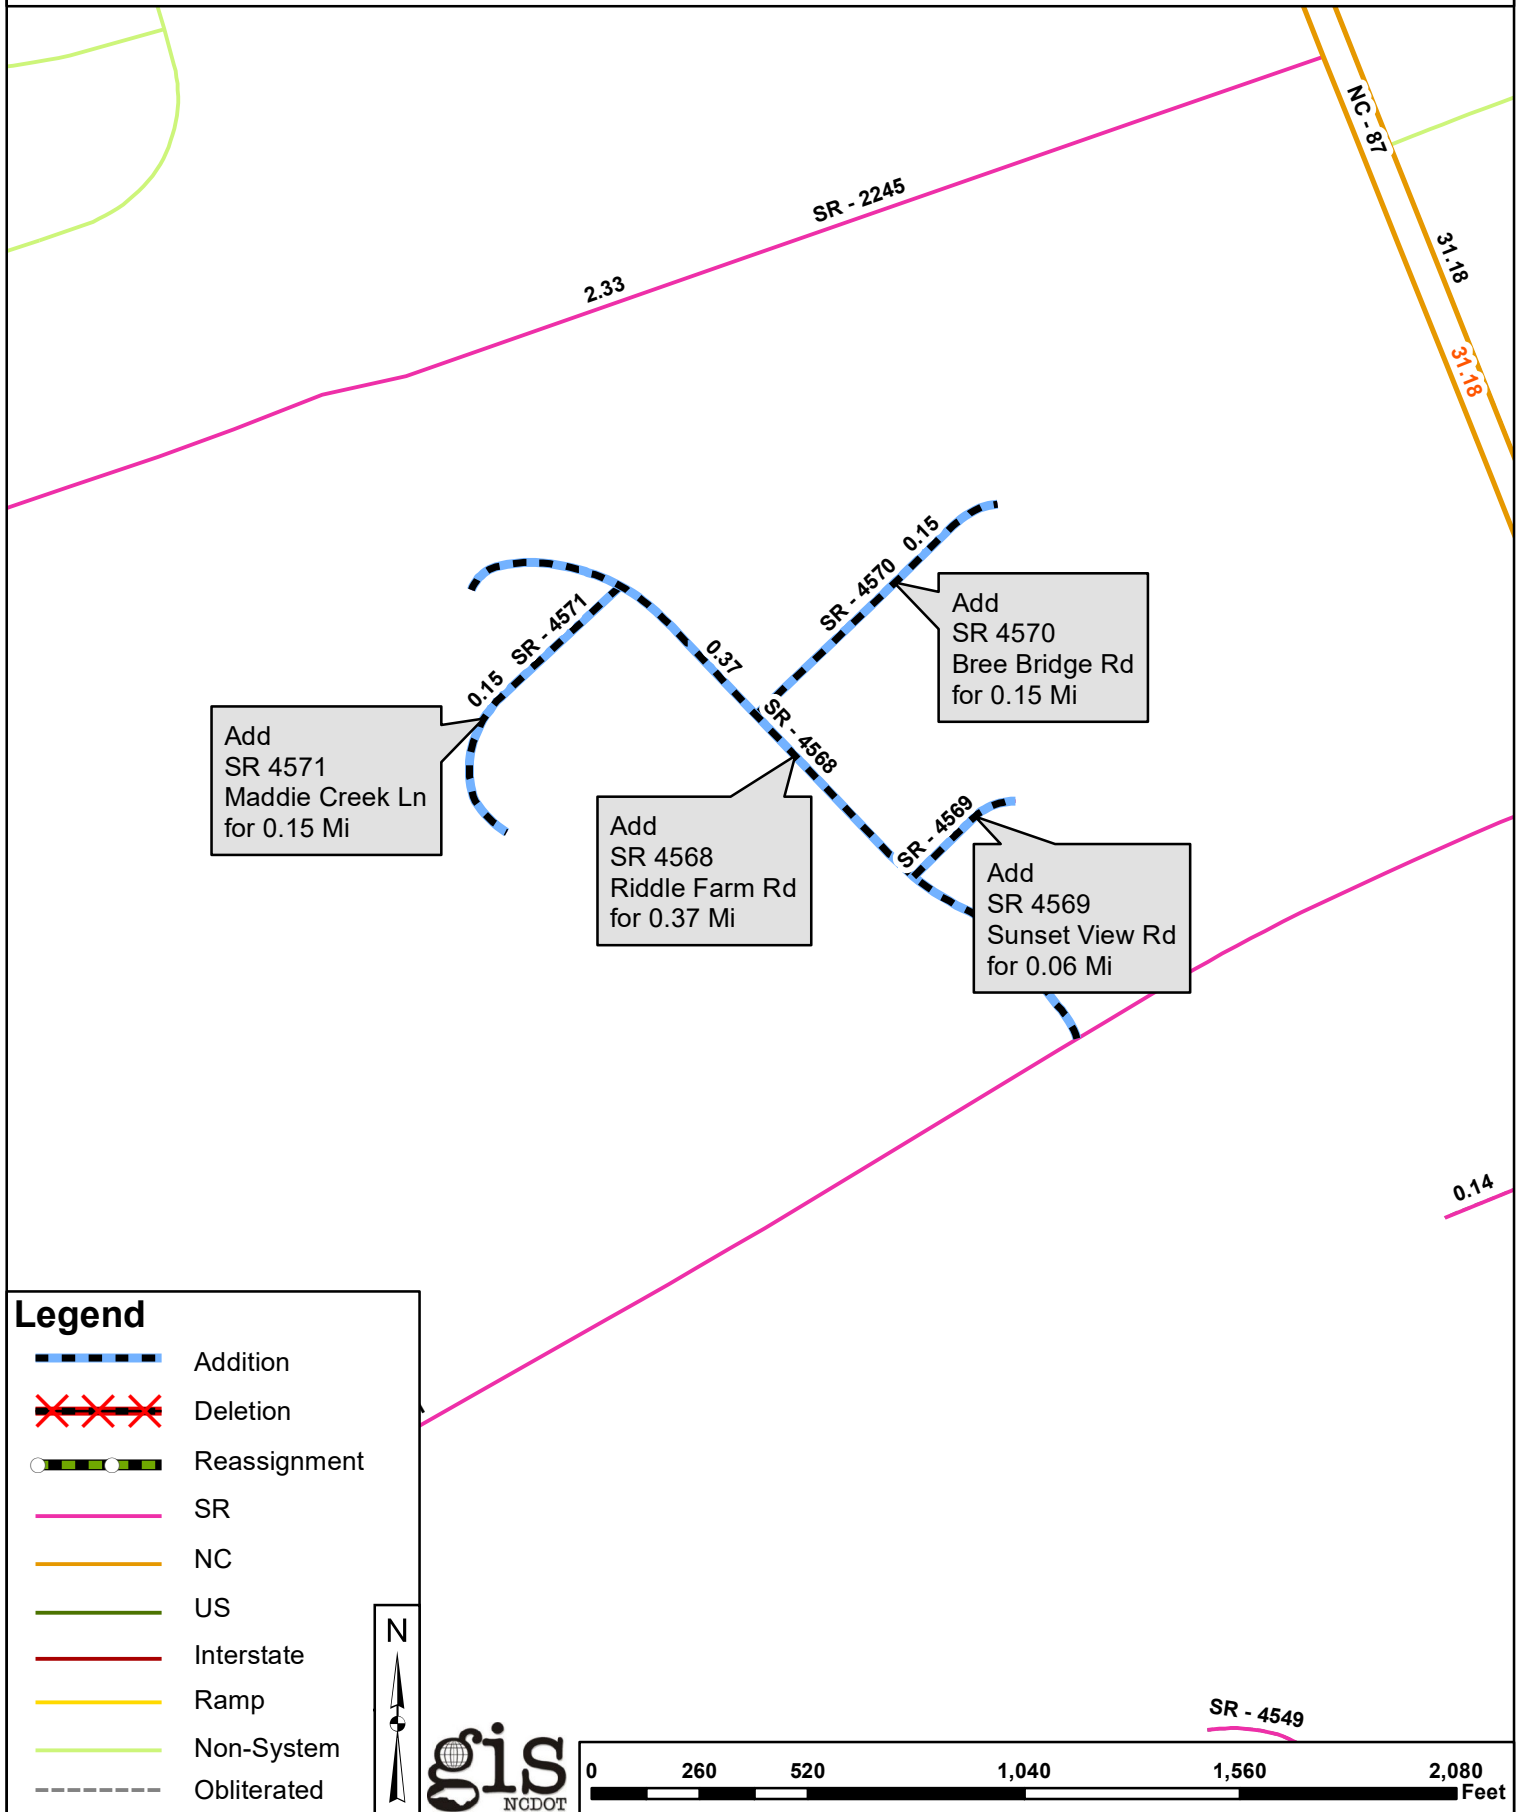 NC - 87
SR - 2245
31.18
2.33
31.18
0.15
SR - 4570
SR - 4571
0.15
0.37
SR - 4568
SR - 4569
Add
SR 4570
Bree Bridge Rd
for 0.15 Mi
Add
SR 4571
Maddie Creek Ln
for 0.15 Mi
Add
SR 4568
Riddle Farm Rd
for 0.37 Mi
Add
SR 4569
Sunset View Rd
for 0.06 Mi
0.14
Legend
Addition
Deletion
Reassignment
SR
NC
US
Interstate
Ramp
Non-System
Obliterated
N
gis
NCDOT
SR - 4549
0 260 520 1,040 1,560 2,080
Feet